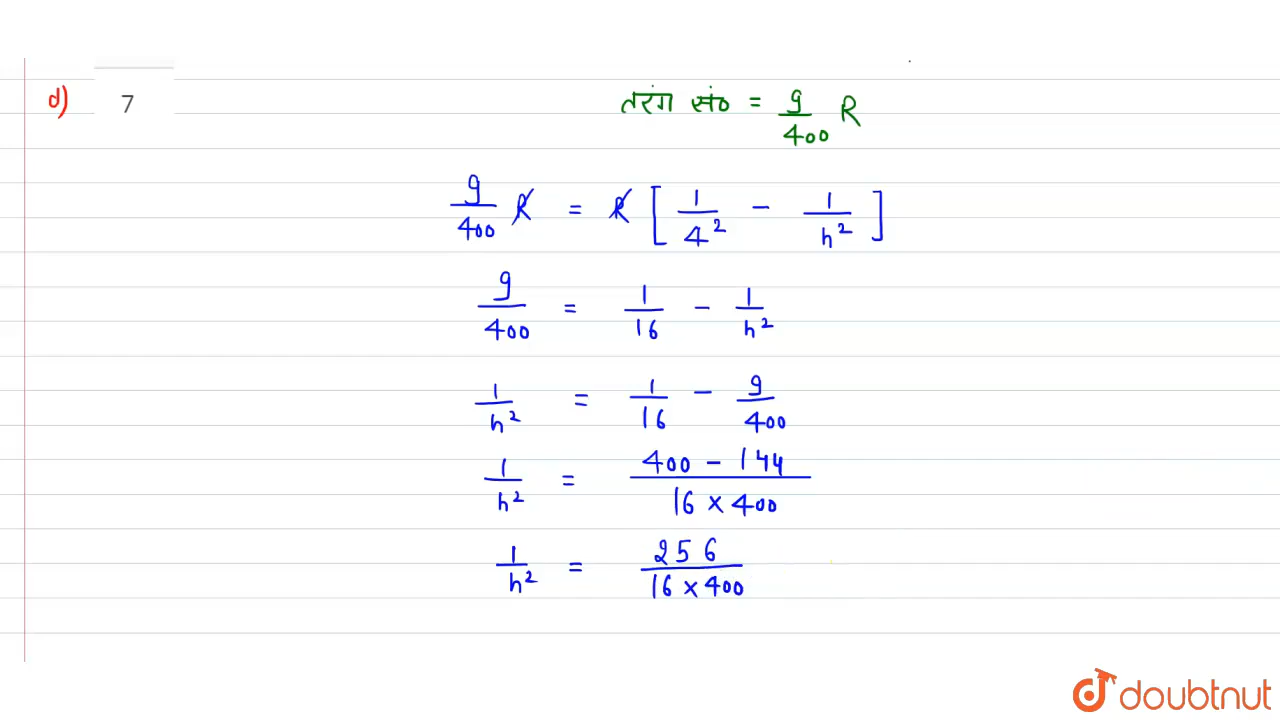 d) 7
तरंग सं० = 9/400 R
9/400 R = R [ 1/4² - 1/n² ]
9/400 = 1/16 - 1/n²
1/n² = 1/16 - 9/400
1/n² = 400 - 144 / 16 × 400
1/n² = 256 / 16 × 400
doubtnut